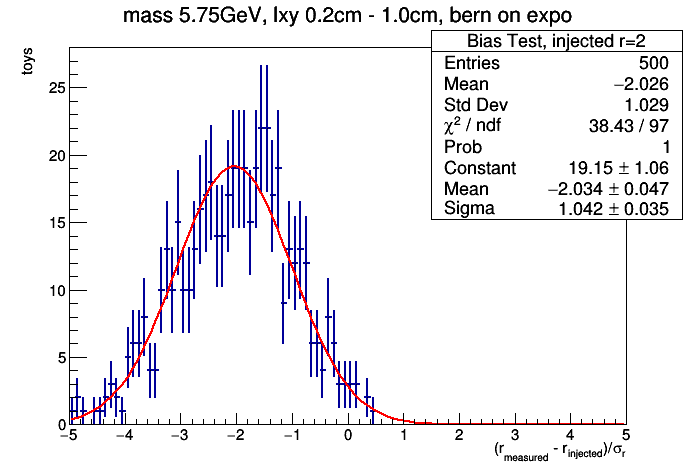 mass 5.75GeV, lxy 0.2cm - 1.0cm, bern on expo
toys
Bias Test, injected r=2
Entries 500
Mean −2.026
Std Dev 1.029
χ² / ndf 38.43 / 97
Prob 1
Constant 19.15 ± 1.06
Mean −2.034 ± 0.047
Sigma 1.042 ± 0.035
25
20
15
10
5
0
−5 −4 −3 −2 −1 0 1 2 3 4 5
(r_measured - r_injected)/σ_r